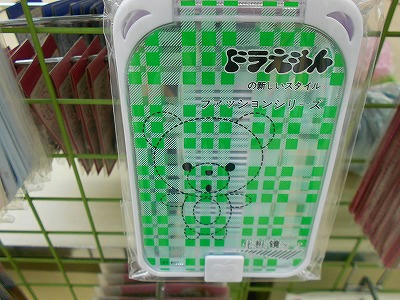 ドラえもん
の新しいスタイル
ファッションシリーズ